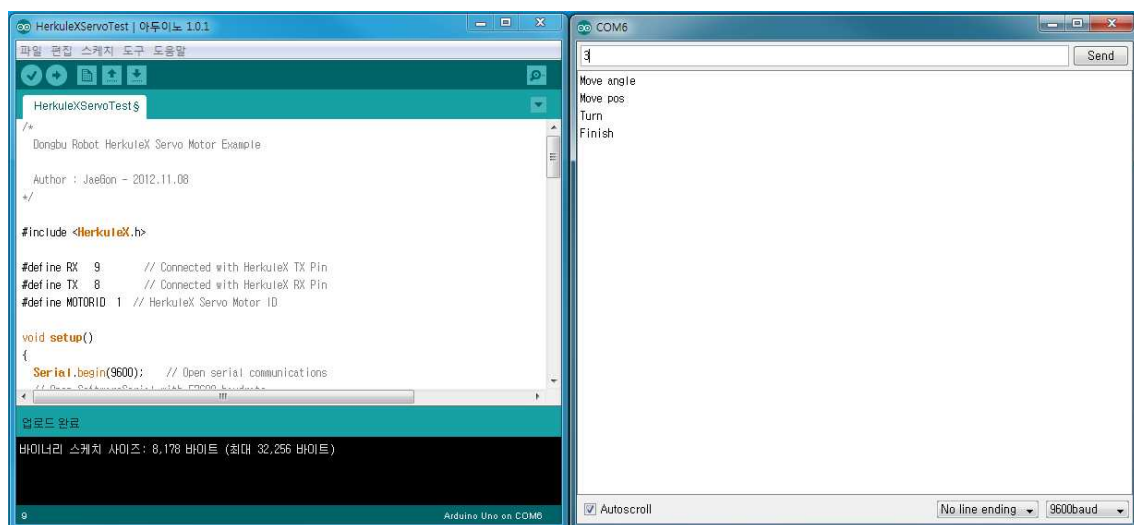 HerkuleXServoTest | 아두이노 1.0.1
파일 편집 스케치 도구 도움말
HerkuleXServoTest §
/*
Dongbu Robot HerkuleX Servo Motor Example
Author : JaeGon - 2012.11.08
*/
#include <HerkuleX.h>
#define RX 9 // Connected with HerkuleX TX Pin
#define TX 8 // Connected with HerkuleX RX Pin
#define MOTORID 1 // HerkuleX Servo Motor ID
void setup()
{
Serial.begin(9600); // Open serial communications
업로드 완료
바이너리 스케치 사이즈: 8,178 바이트 (최대 32,256 바이트)
9
Arduino Uno on COM6
COM6
3
Send
Move angle
Move pos
Turn
Finish
Autoscroll
No line ending
9600baud